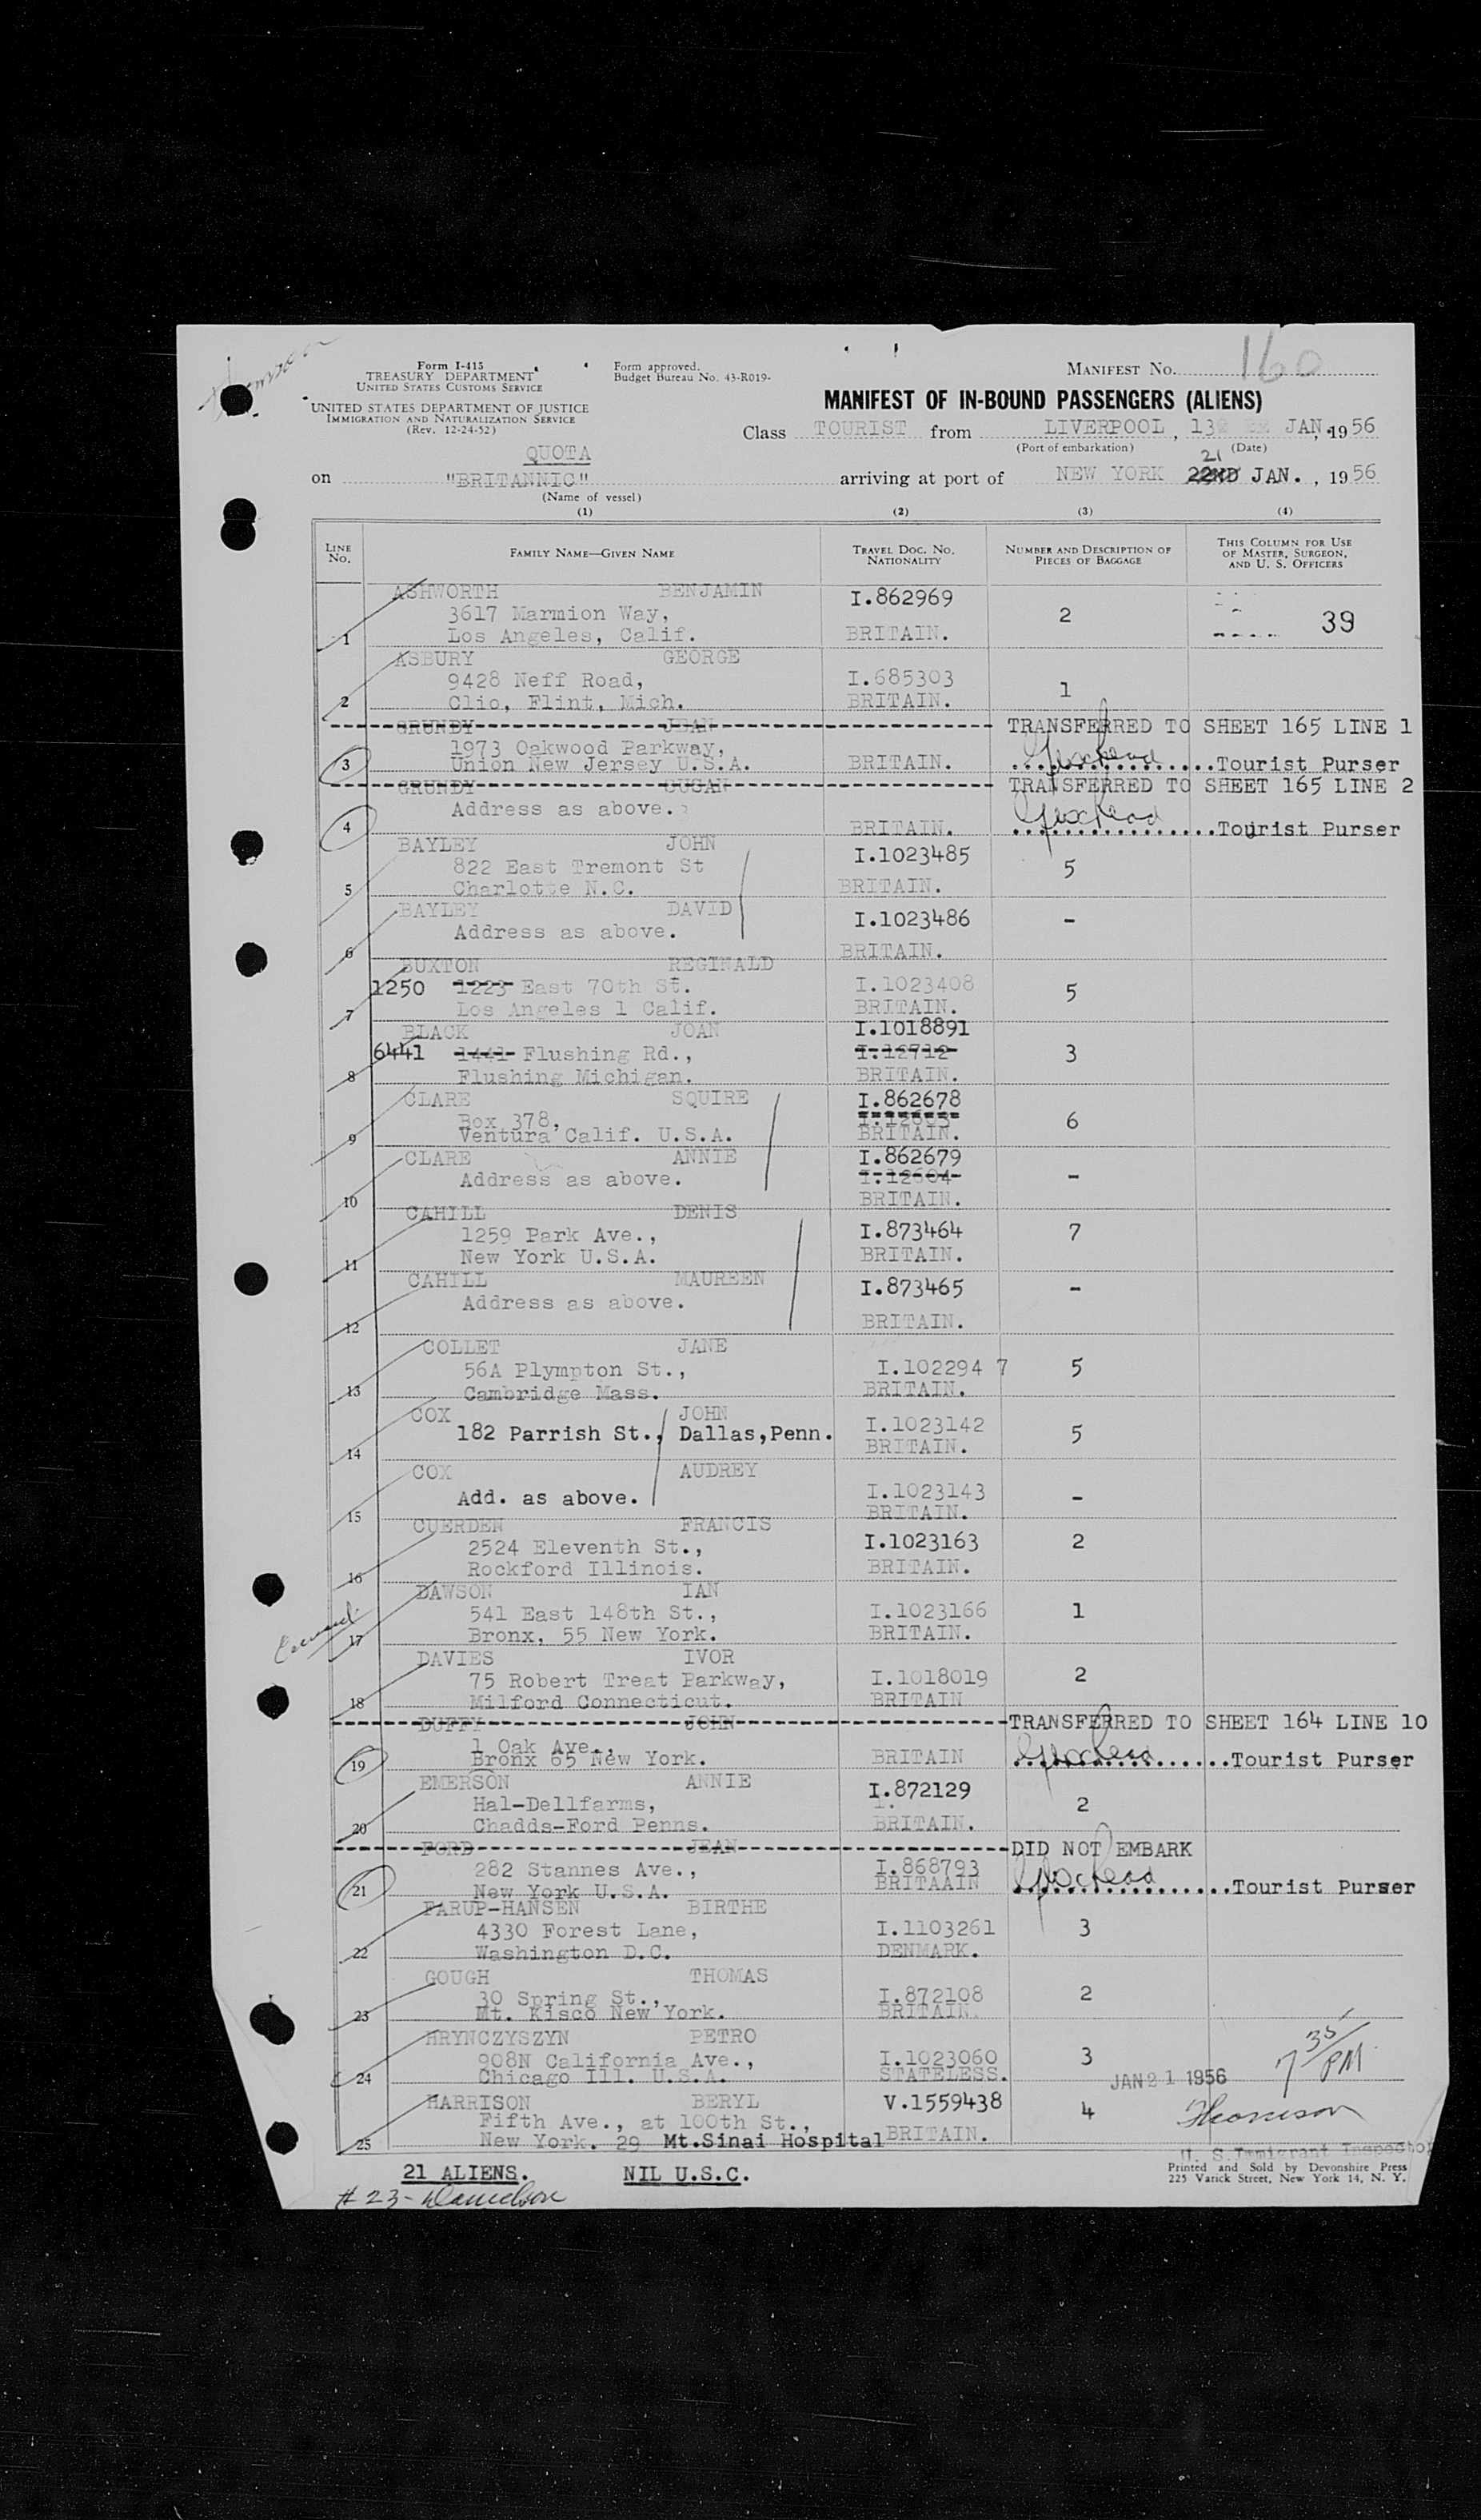 Form I-415
TREASURY DEPARTMENT
UNITED STATES CUSTOMS SERVICE
UNITED STATES DEPARTMENT OF JUSTICE
IMMIGRATION AND NATURALIZATION SERVICE
(Rev. 12-24-52)
Form approved.
Budget Bureau No. 43-R019-
MANIFEST No. 160
MANIFEST OF IN-BOUND PASSENGERS (ALIENS)
Class TOURIST from LIVERPOOL, 13 JAN., 1956
(Port of embarkation) (Date)
QUOTA
21
on "BRITANNIC" arriving at port of NEW YORK 22ND JAN., 1956
(Name of vessel)
(1) (2) (3) (4)
LINE No. FAMILY NAME—GIVEN NAME TRAVEL DOC. No. NATIONALITY NUMBER AND DESCRIPTION OF PIECES OF BAGGAGE THIS COLUMN FOR USE OF MASTER, SURGEON, AND U. S. OFFICERS
ASHWORTH BENJAMIN I.862969
3617 Marmion Way, 2 39
1 Los Angeles, Calif. BRITAIN.
ASBURY GEORGE
9428 Neff Road, I.685303 1
2 Clio, Flint, Mich. BRITAIN.
GRUNDY JEAN TRANSFERRED TO SHEET 165 LINE 1
1973 Oakwood Parkway,
3 Union New Jersey U.S.A. BRITAIN. Tourist Purser
GRUNDY SUSAN TRANSFERRED TO SHEET 165 LINE 2
Address as above.
4 BRITAIN. Tourist Purser
BAYLEY JOHN I.1023485
822 East Tremont St 5
5 Charlotte N.C. BRITAIN.
BAYLEY DAVID I.1023486 -
Address as above.
6 BRITAIN.
BUXTON REGINALD
1250 1223 East 70th St. I.1023408 5
7 Los Angeles 1 Calif. BRITAIN.
BLACK JOAN I.1018891
6441 1441 Flushing Rd., I.12712 3
8 Flushing Michigan. BRITAIN.
CLARE SQUIRE I.862678
Box 378, 6
9 Ventura Calif. U.S.A. BRITAIN.
CLARE ANNIE I.862679
Address as above. I.12604 -
10 BRITAIN.
CAHILL DENIS
1259 Park Ave., I.873464 7
11 New York U.S.A. BRITAIN.
CAHILL MAUREEN I.873465 -
Address as above.
12 BRITAIN.
COLLET JANE
56A Plympton St., I.102294 7 5
13 Cambridge Mass. BRITAIN.
COX JOHN
182 Parrish St., Dallas,Penn. I.1023142 5
14 BRITAIN.
COX AUDREY
Add. as above. I.1023143 -
15 BRITAIN.
CUERDEN FRANCIS
2524 Eleventh St., I.1023163 2
16 Rockford Illinois. BRITAIN.
DAWSON IAN
541 East 148th St., I.1023166 1
17 Bronx, 55 New York. BRITAIN.
DAVIES IVOR
75 Robert Treat Parkway, I.1018019 2
18 Milford Connecticut. BRITAIN
DUFFY JOHN TRANSFERRED TO SHEET 164 LINE 10
1 Oak Ave.,
19 Bronx 65 New York. BRITAIN Tourist Purser
EMERSON ANNIE I.872129
Hal-Dellfarms, 2
20 Chadds-Ford Penns. BRITAIN.
FORD JEAN DID NOT EMBARK
282 Stannes Ave., I.868793
21 New York U.S.A. BRITAAIN Tourist Purser
FARUP-HANSEN BIRTHE
4330 Forest Lane, I.1103261 3
22 Washington D.C. DENMARK.
GOUGH THOMAS
30 Spring St., I.872108 2
23 Mt. Kisco New York. BRITAIN.
HRYNCZYSZYN PETRO
908N California Ave., I.1023060 3
24 Chicago Ill. U.S.A. STATELESS. JAN 21 1956 7 35 PM
HARRISON BERYL V.1559438
Fifth Ave., at 100th St., 4
25 New York. 29 Mt.Sinai Hospital BRITAIN.
U. S. Immigrant Inspector
21 ALIENS. NIL U.S.C.
Printed and Sold by Devonshire Press
225 Varick Street, New York 14, N. Y.
# 23 - Danielson